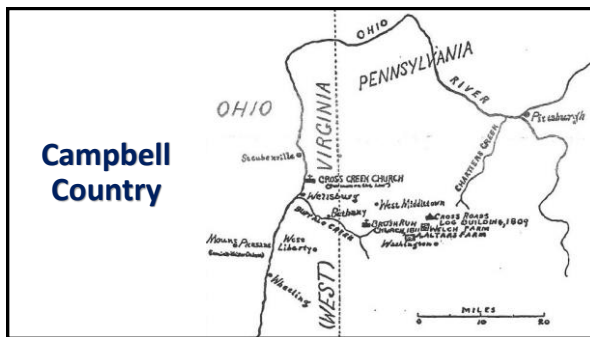 Campbell
Country
OHIO
RIVER
PENNSYLVANIA
OHIO
(WEST) VIRGINIA
Pittsburgh
CHARTIERS CREEK
Steubenville
CROSS CREEK CHURCH
Wellsburg
BUFFALO CREEK
Bethany
West Middletown
BRUSH RUN
CHURCH 1811
CROSS ROADS
LOG BUILDING, 1809
WELCH FARM
ALTARS FARM
Washington
Mount Pleasant
West
Liberty
Wheeling
MILES
0 10 20